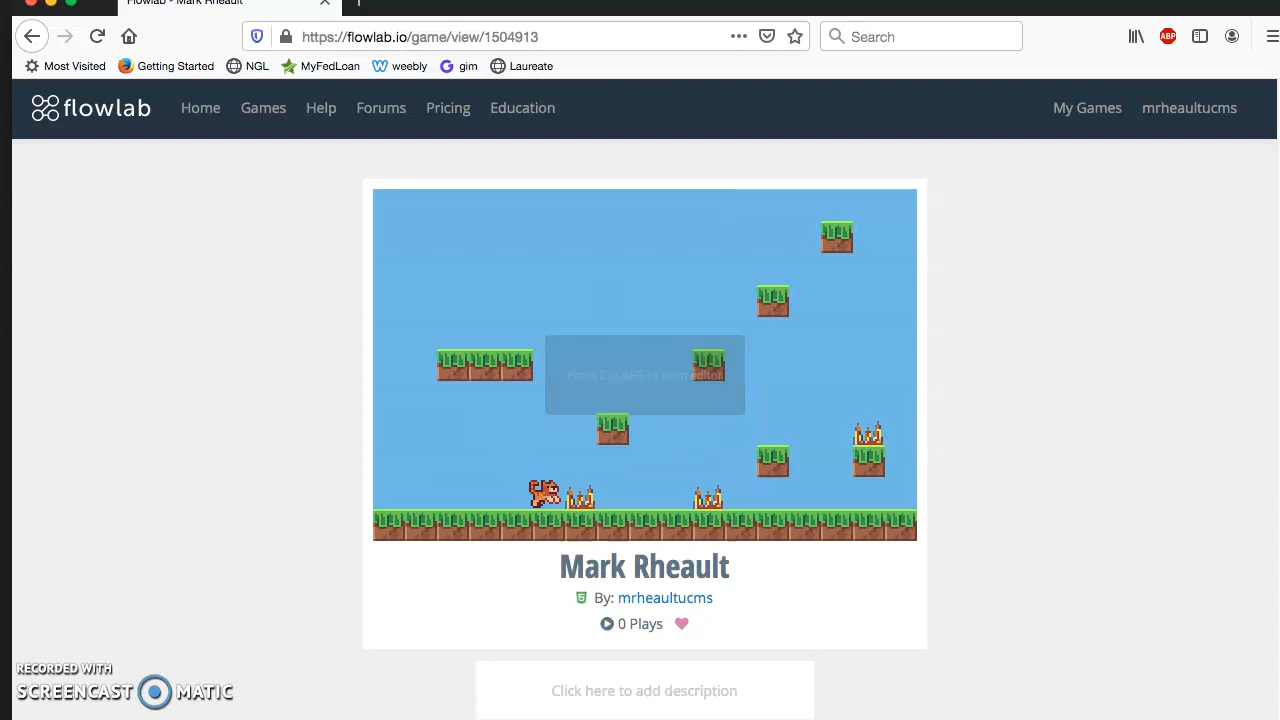 Flowlab - Mark Rheault
https://flowlab.io/game/view/1504913
Search
Most Visited
Getting Started
NGL
MyFedLoan
weebly
gim
Laureate
flowlab
Home
Games
Help
Forums
Pricing
Education
My Games
mrheaultucms
ABP
Mark Rheault
By: mrheaultucms
0 Plays
RECORDED WITH
SCREENCAST MATIC
Click here to add description